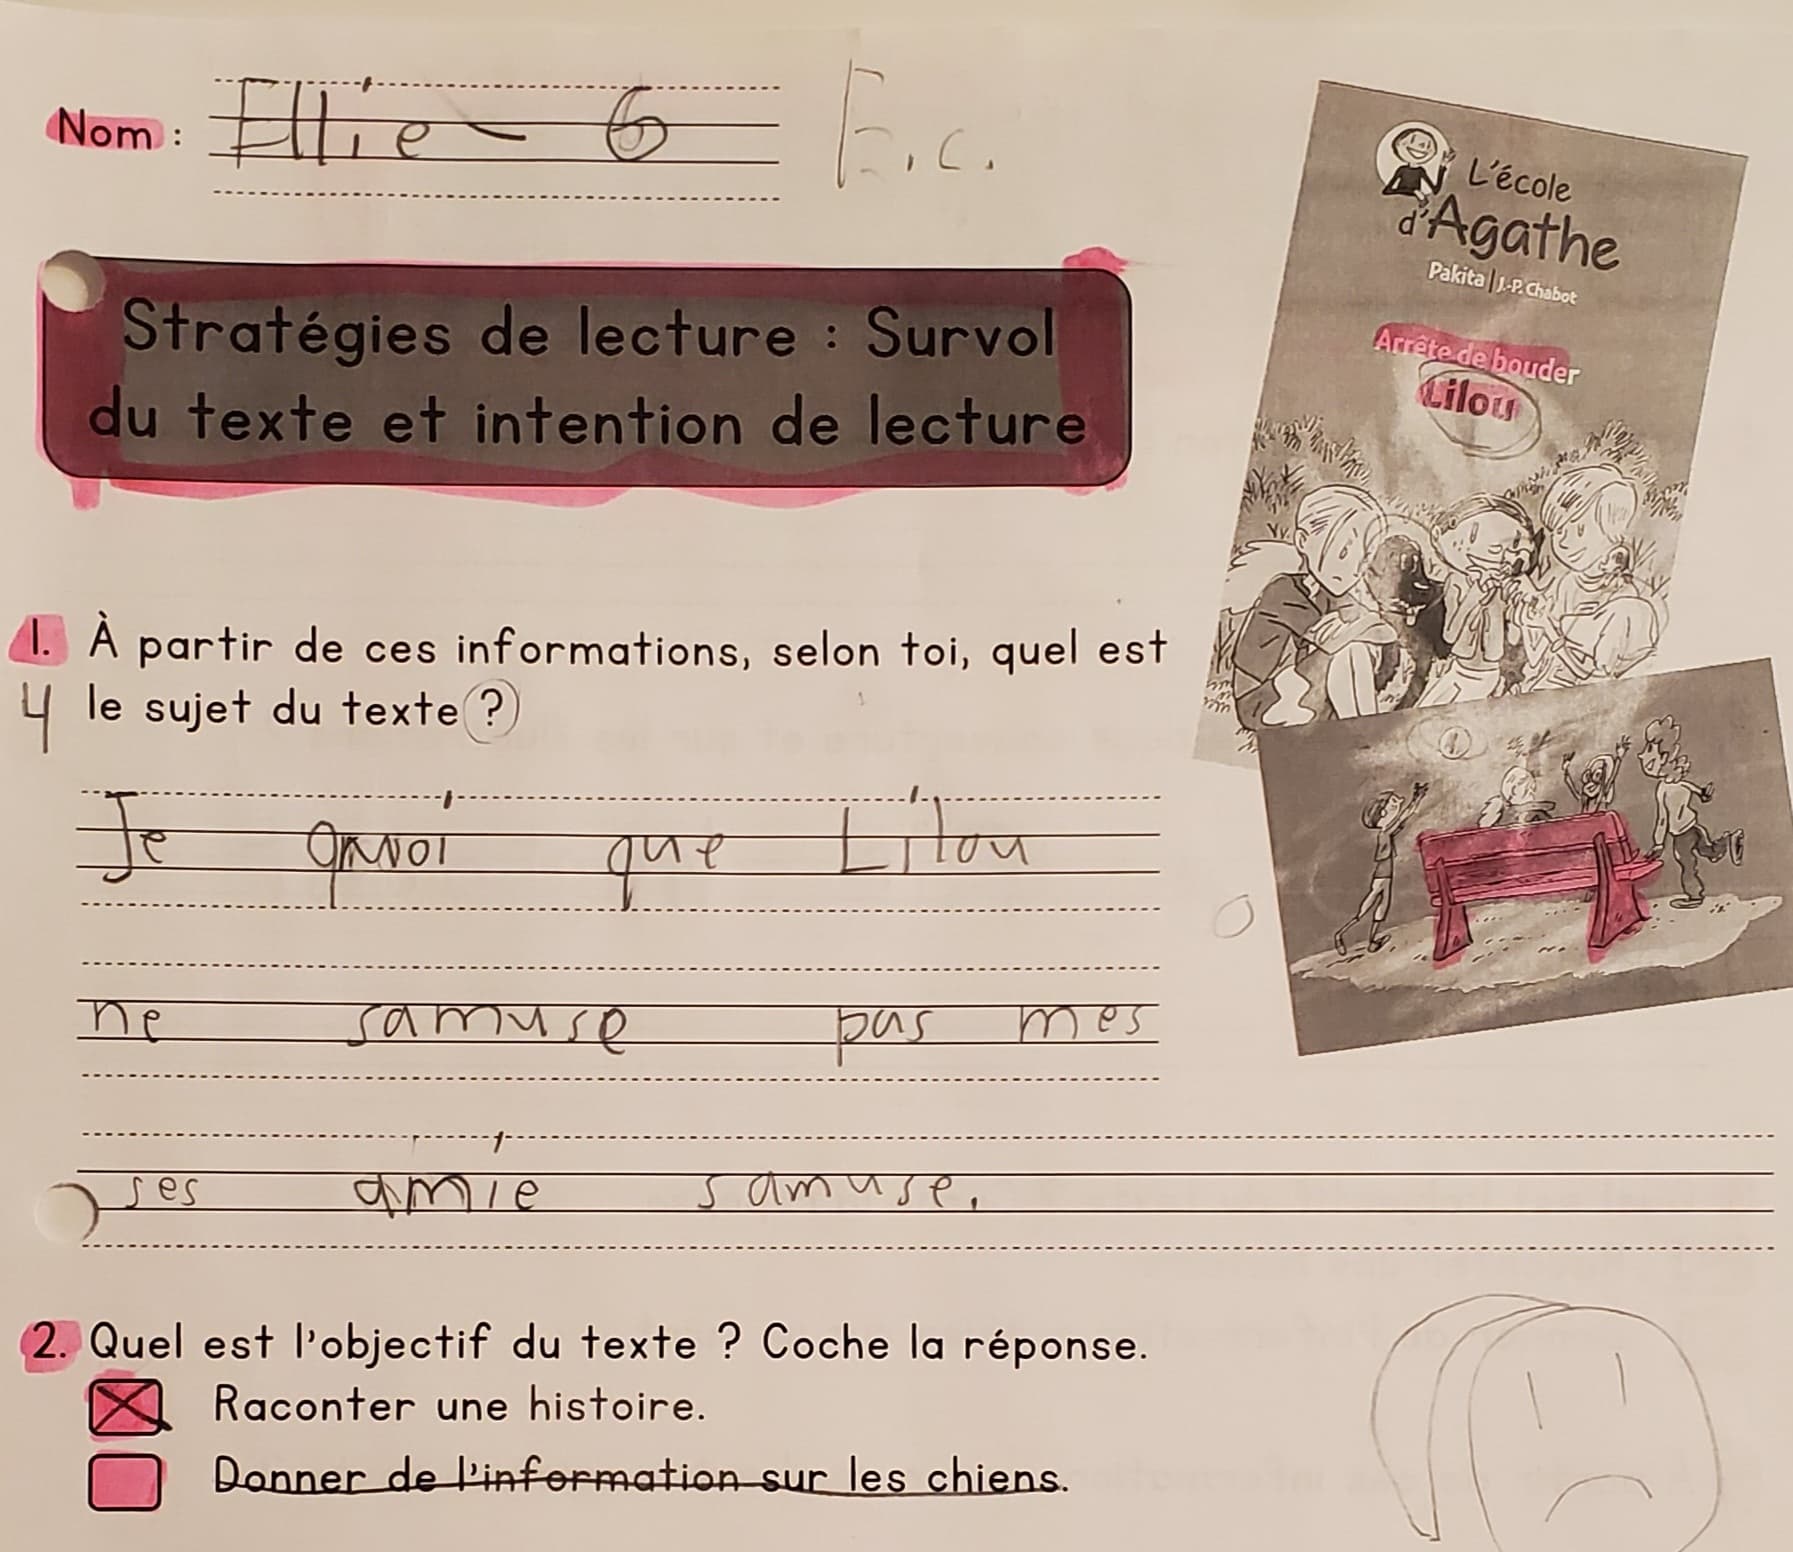 Nom : Ellie - 6 E.c.
L'école
d'Agathe
Pakita | J.-P. Chabot
Arrête de bouder
Lilou
Stratégies de lecture : Survol
du texte et intention de lecture
1. À partir de ces informations, selon toi, quel est
4 le sujet du texte ?
Je qrvoi que Lilou
ne samuse pas mes
ses amie samuse.
2. Quel est l'objectif du texte ? Coche la réponse.
Raconter une histoire.
Donner de l'information sur les chiens.